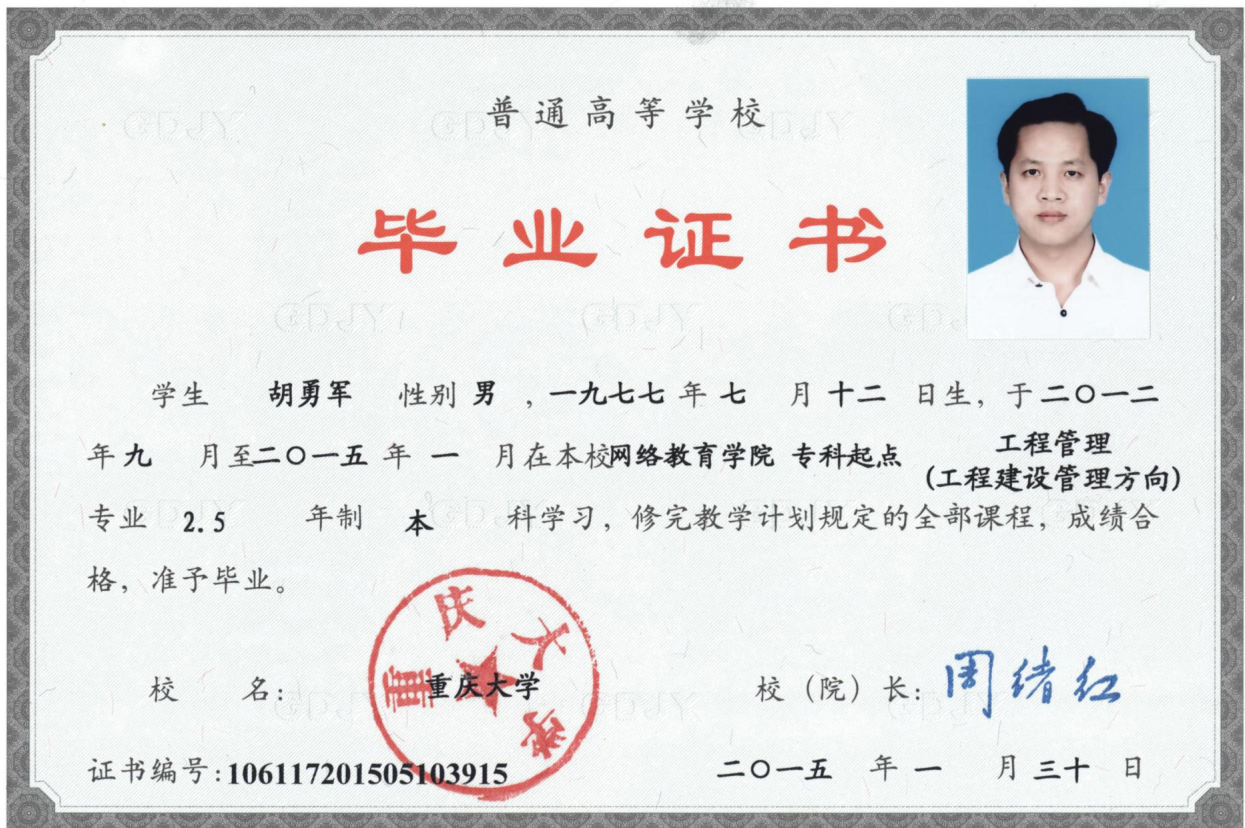 普通高等学校
毕业证书
学生 胡勇军 性别 男 ，一九七七 年 七 月 十二 日生，于 二〇一二
年 九 月至 二〇一五 年 一 月在本校 网络教育学院 专科起点 工程管理
(工程建设管理方向)
专业 2.5 年制 本 科学习，修完教学计划规定的全部课程，成绩合
格，准予毕业。
重庆大学
校 名：重庆大学 校（院）长：周绪红
证书编号：106117201505103915 二〇一五 年 一 月 三十 日